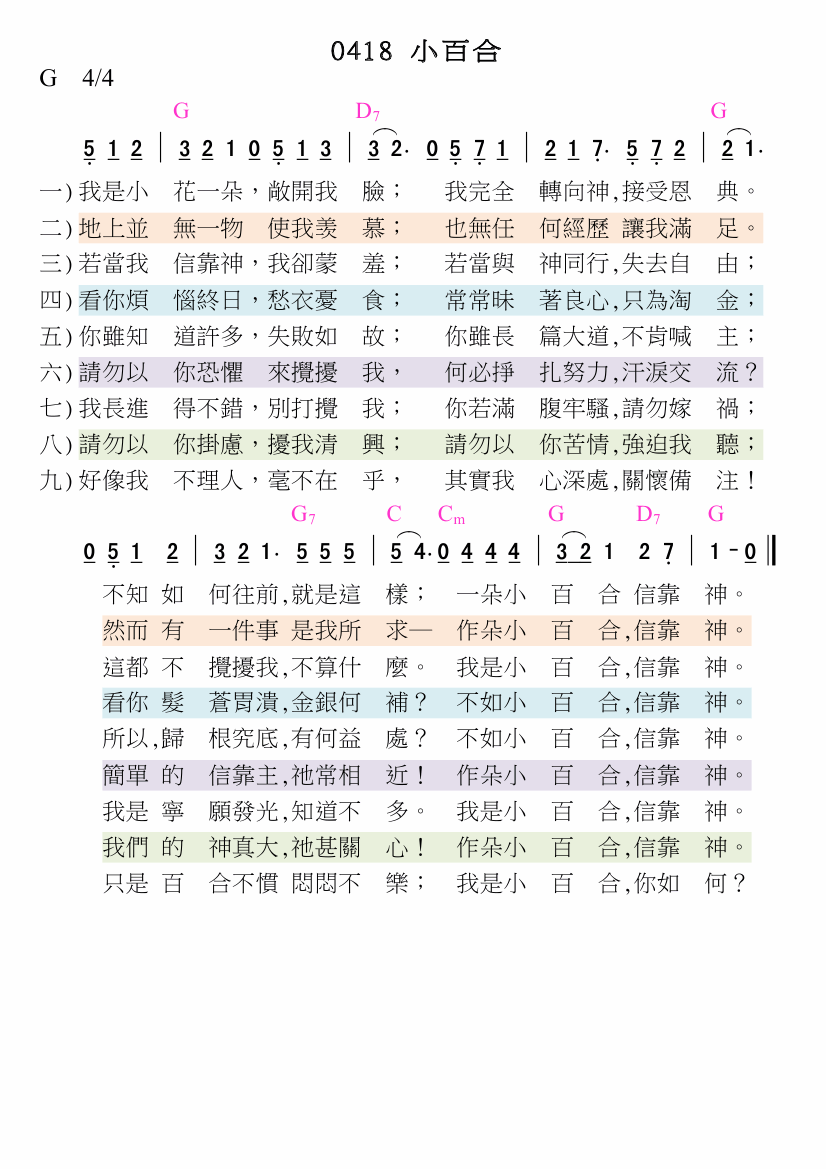 0418 小百合
G 4/4
G D7 G
5 1 2 | 3 2 1 0 5 1 3 | 3 2. 0 5 7 1 | 2 1 7. 5 7 2 | 2 1.
一)我是小 花一朵，敞開我 臉； 我完全 轉向神,接受恩 典。
二)地上並 無一物 使我羡 慕； 也無任 何經歷 讓我滿 足。
三)若當我 信靠神，我卻蒙 羞； 若當與 神同行,失去自 由；
四)看你煩 惱終日，愁衣憂 食； 常常昧 著良心,只為淘 金；
五)你雖知 道許多，失敗如 故； 你雖長 篇大道,不肯喊 主；
六)請勿以 你恐懼 來攪擾 我， 何必掙 扎努力,汗淚交 流？
七)我長進 得不錯，別打攪 我； 你若滿 腹牢騷,請勿嫁 禍；
八)請勿以 你掛慮，擾我清 興； 請勿以 你苦情,強迫我 聽；
九)好像我 不理人，毫不在 乎， 其實我 心深處,關懷備 注！
G7 C Cm G D7 G
0 5 1 2 | 3 2 1. 5 5 5 | 5 4. 0 4 4 4 | 3 2 1 2 7 | 1 - 0
不知 如 何往前,就是這 樣； 一朵小 百 合 信靠 神。
然而 有 一件事 是我所 求— 作朵小 百 合,信靠 神。
這都 不 攪擾我,不算什 麼。 我是小 百 合,信靠 神。
看你 髮 蒼胃潰,金銀何 補？ 不如小 百 合,信靠 神。
所以,歸 根究底,有何益 處？ 不如小 百 合,信靠 神。
簡單 的 信靠主,祂常相 近！ 作朵小 百 合,信靠 神。
我是 寧 願發光,知道不 多。 我是小 百 合,信靠 神。
我們 的 神真大,祂甚關 心！ 作朵小 百 合,信靠 神。
只是 百 合不慣 悶悶不 樂； 我是小 百 合,你如 何？